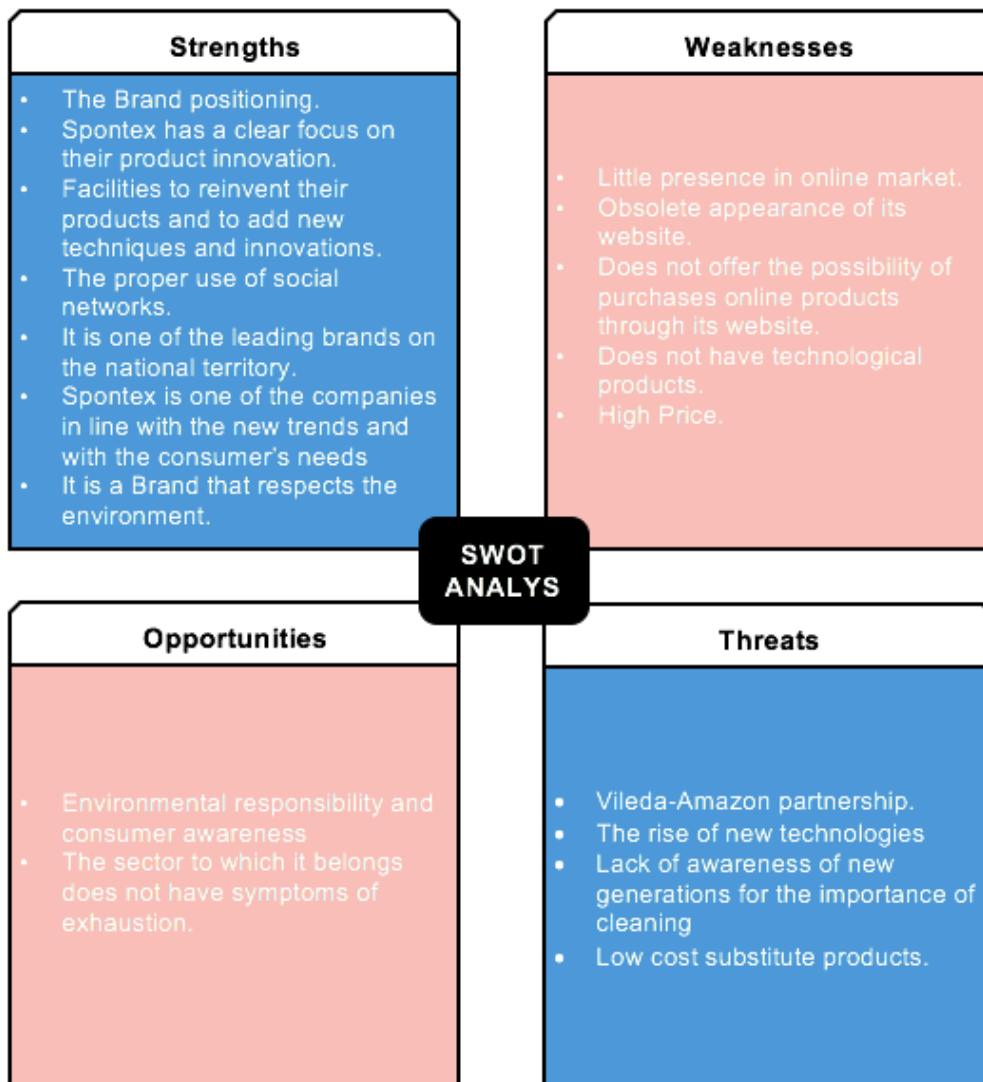 Strengths
• The Brand positioning.
• Spontex has a clear focus on
their product innovation.
• Facilities to reinvent their
products and to add new
techniques and innovations.
• The proper use of social
networks.
• It is one of the leading brands on
the national territory.
• Spontex is one of the companies
in line with the new trends and
with the consumer's needs
• It is a Brand that respects the
environment.
Weaknesses
• Little presence in online market.
• Obsolete appearance of its
website.
• Does not offer the possibility of
purchases online products
through its website.
• Does not have technological
products.
• High Price.
SWOT
ANALYS
Opportunities
• Environmental responsibility and
consumer awareness
• The sector to which it belongs
does not have symptoms of
exhaustion.
Threats
• Vileda-Amazon partnership.
• The rise of new technologies
• Lack of awareness of new
generations for the importance of
cleaning
• Low cost substitute products.